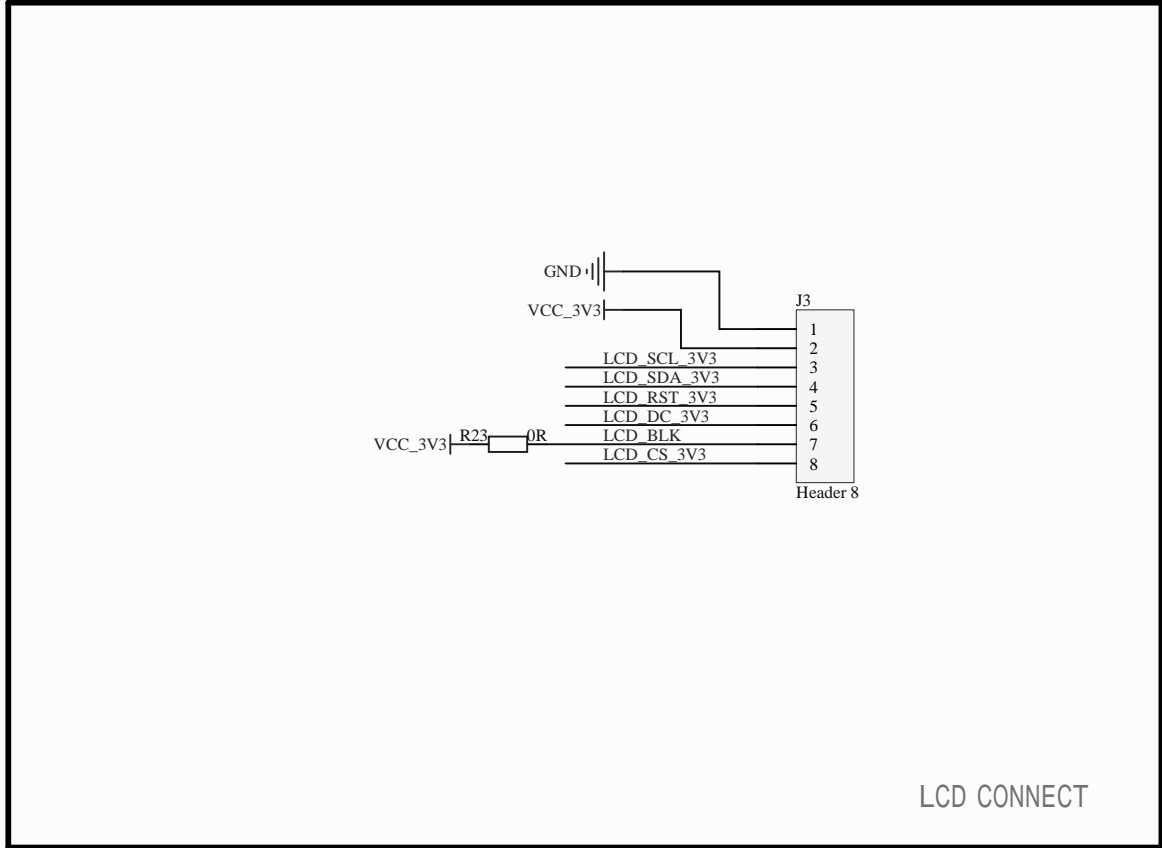 GND
VCC_3V3
J3
1
2
LCD_SCL_3V3
3
LCD_SDA_3V3
4
LCD_RST_3V3
5
LCD_DC_3V3
6
VCC_3V3 R23 0R LCD_BLK
7
LCD_CS_3V3
8
Header 8
LCD CONNECT